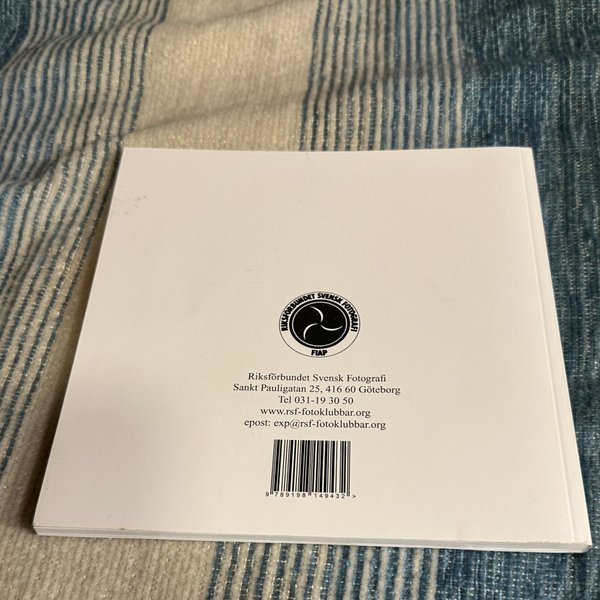 RIKSFÖRBUNDET SVENSK FOTOGRAFI
FIAP
Riksförbundet Svensk Fotografi
Sankt Pauligatan 25, 416 60 Göteborg
Tel 031-19 30 50
www.rsf-fotoklubbar.org
epost: exp@rsf-fotoklubbar.org
9 789198 149432 >